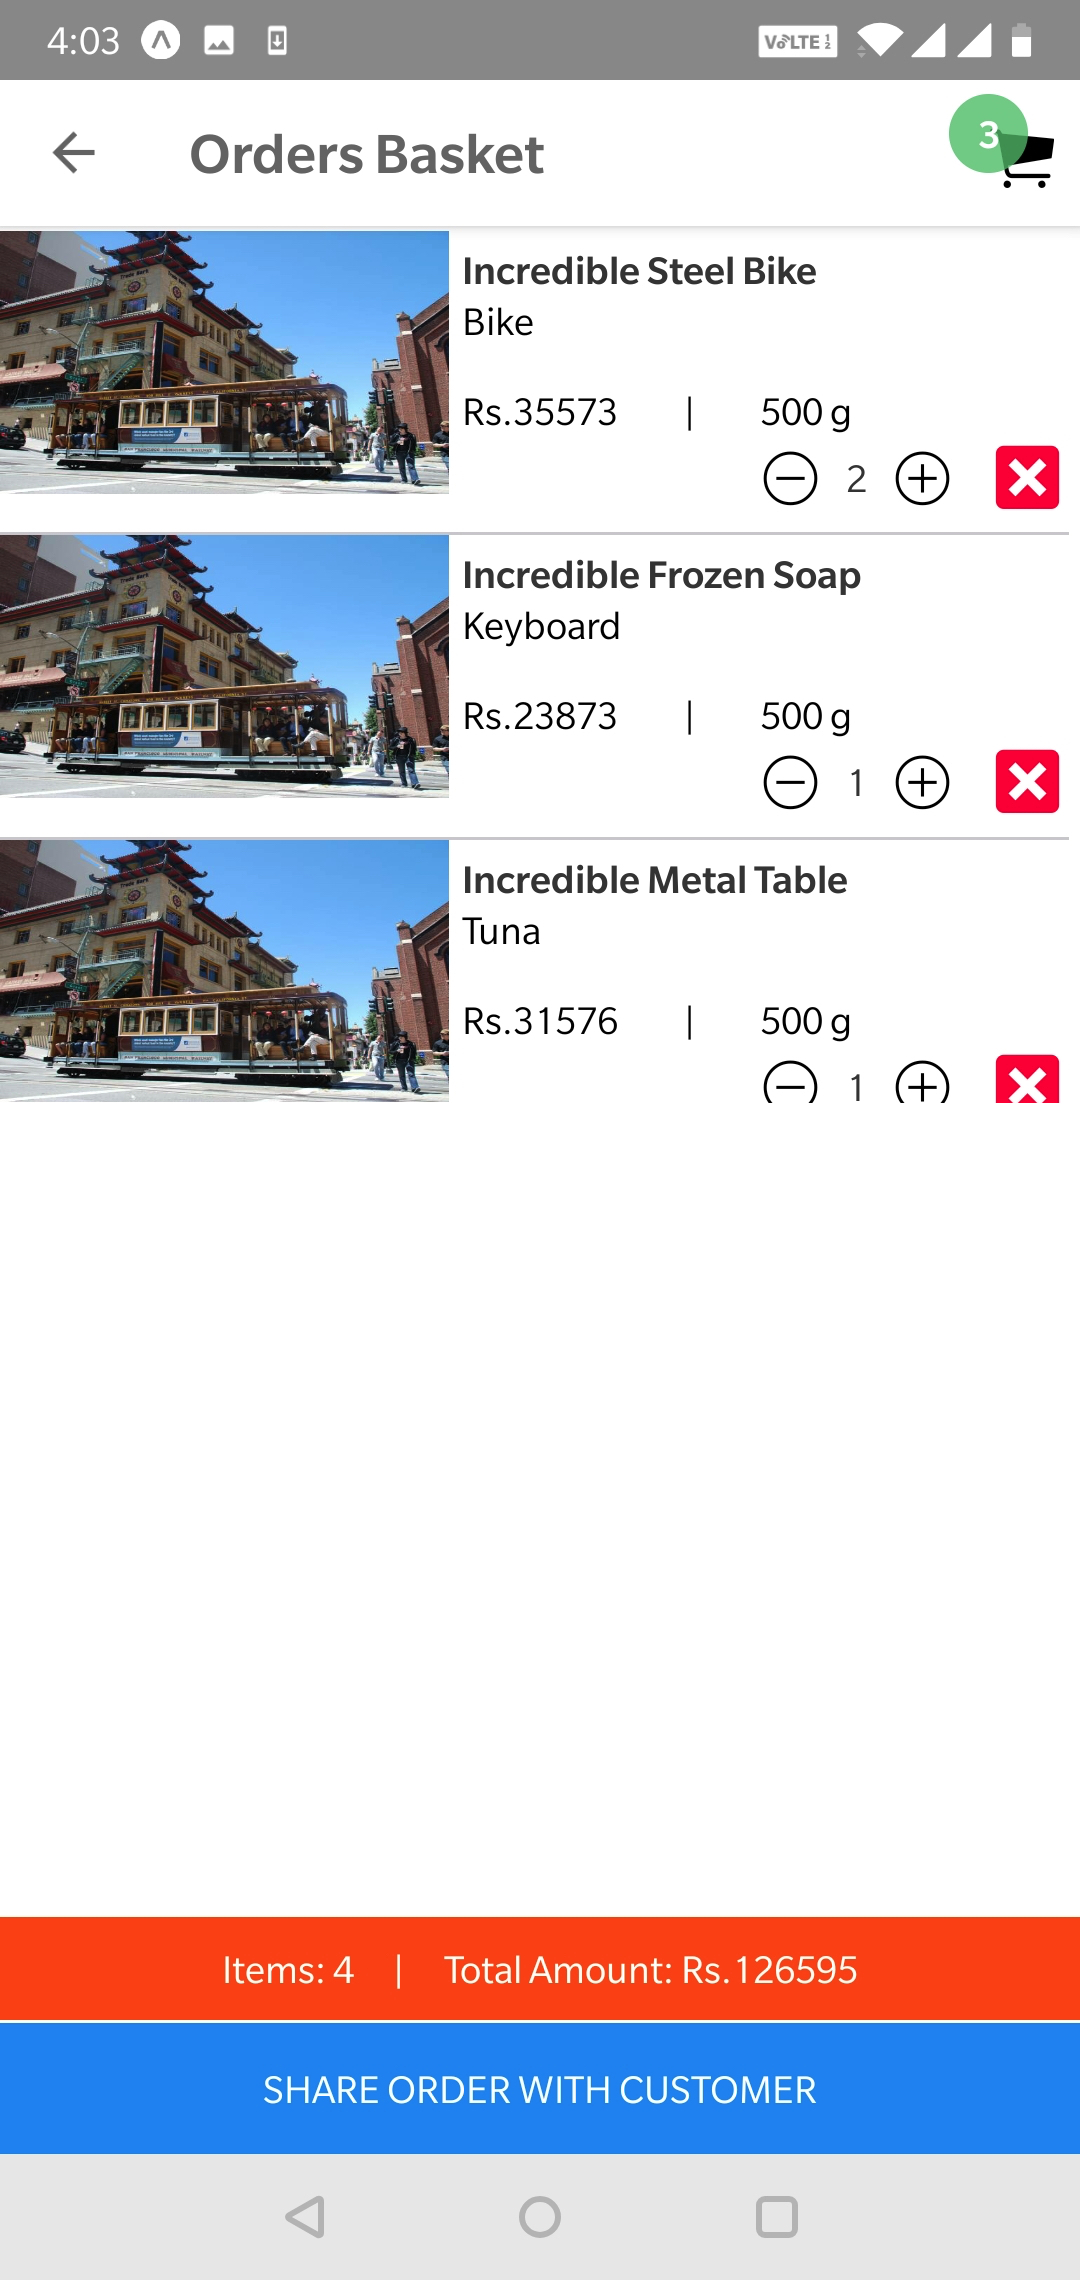 4:03 VoLTE 1 2
Orders Basket 3
Incredible Steel Bike
Bike
Rs.35573 | 500 g
2
Incredible Frozen Soap
Keyboard
Rs.23873 | 500 g
1
Incredible Metal Table
Tuna
Rs.31576 | 500 g
1
Items: 4 | Total Amount: Rs.126595
SHARE ORDER WITH CUSTOMER